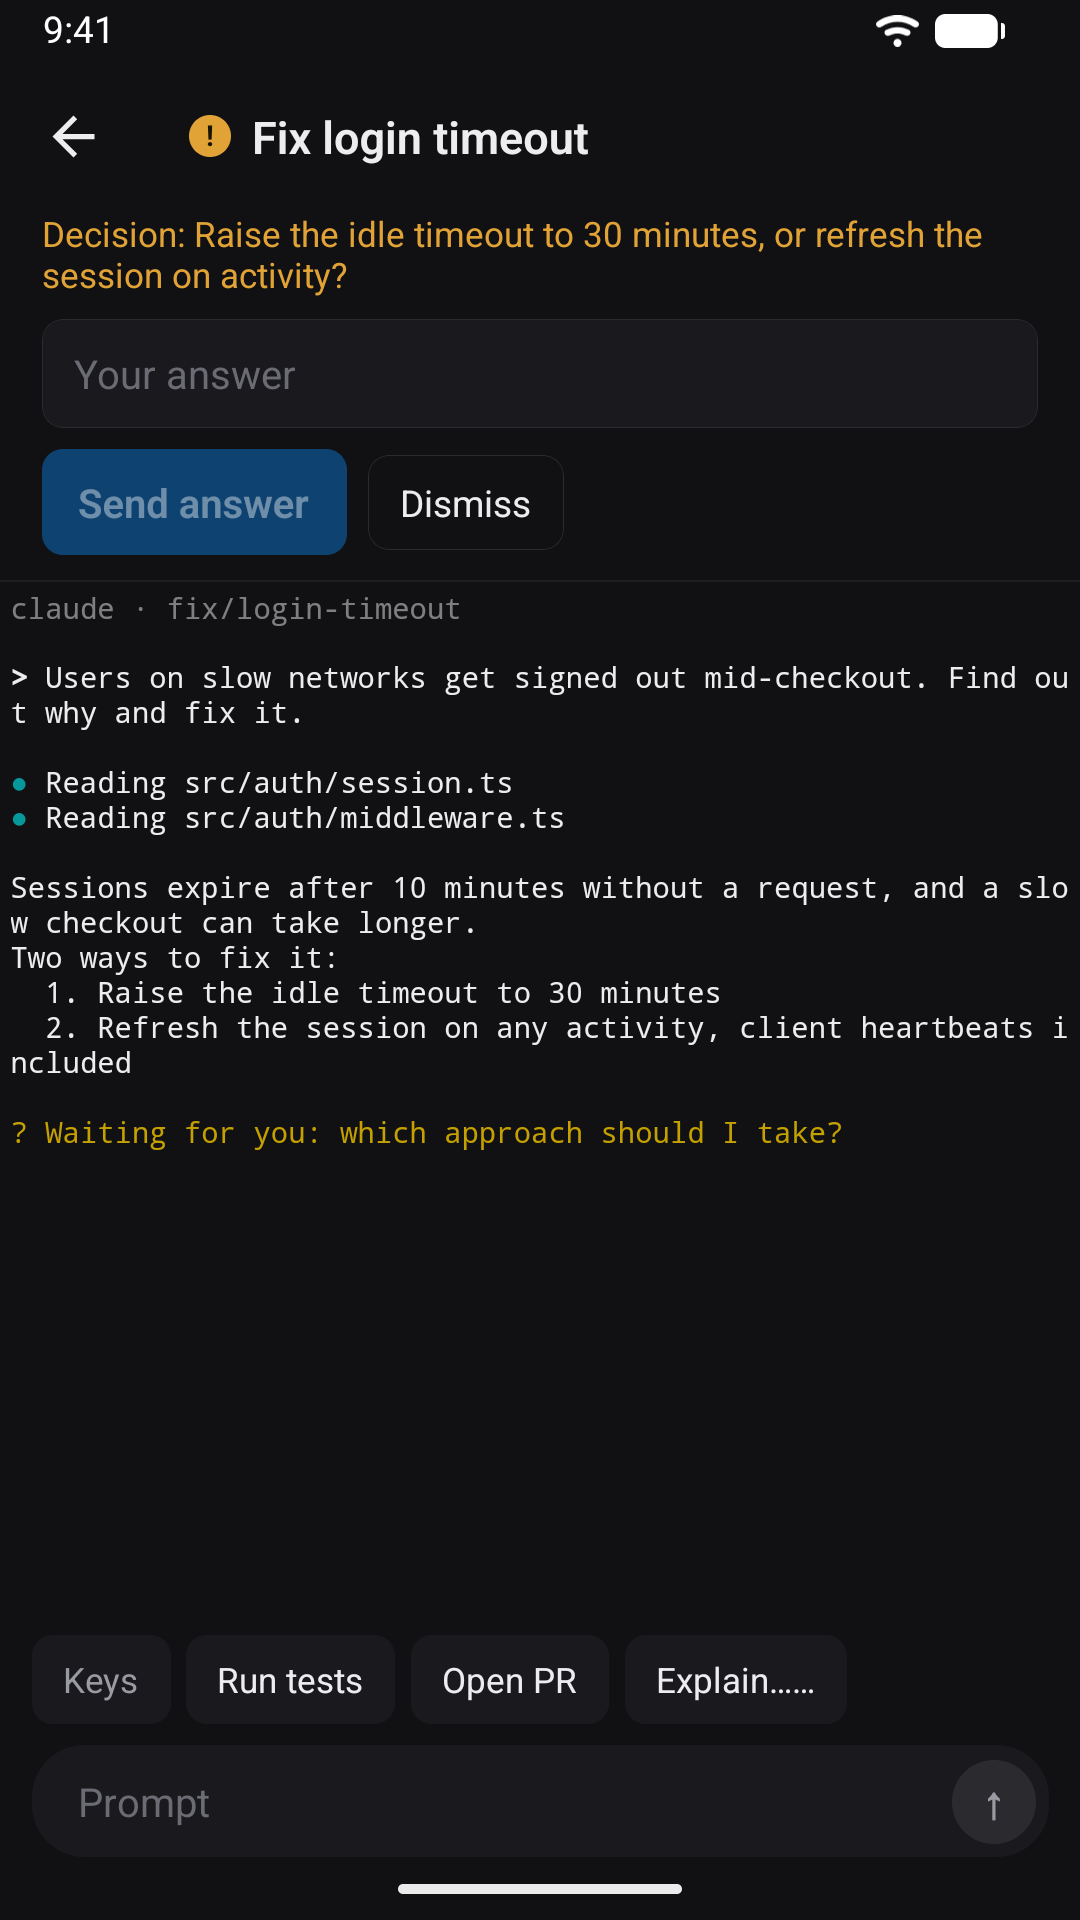 9:41
! Fix login timeout
Decision: Raise the idle timeout to 30 minutes, or refresh the
session on activity?
Your answer
Send answer
Dismiss
claude · fix/login-timeout
> Users on slow networks get signed out mid-checkout. Find ou
t why and fix it.
● Reading src/auth/session.ts
● Reading src/auth/middleware.ts
Sessions expire after 10 minutes without a request, and a slo
w checkout can take longer.
Two ways to fix it:
1. Raise the idle timeout to 30 minutes
2. Refresh the session on any activity, client heartbeats i
ncluded
? Waiting for you: which approach should I take?
Keys
Run tests
Open PR
Explain……
Prompt
↑